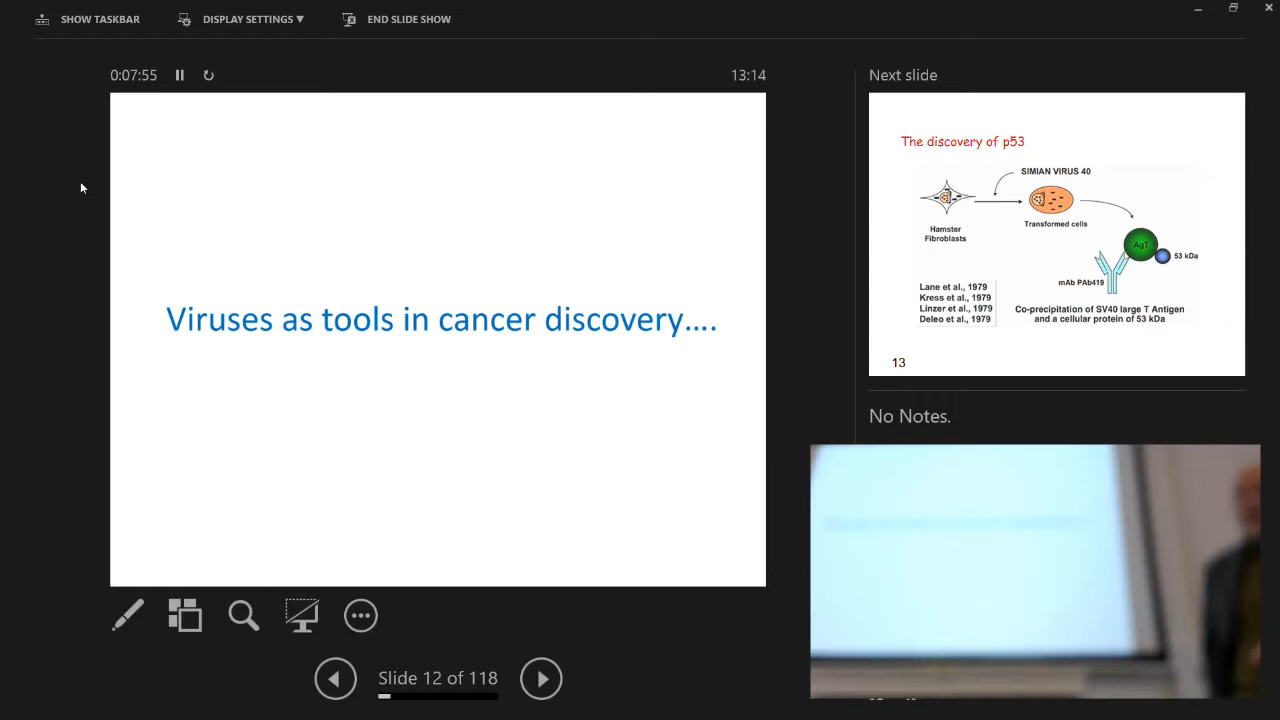 SHOW TASKBAR
DISPLAY SETTINGS ▼
END SLIDE SHOW
0:07:55
13:14
Next slide
Viruses as tools in cancer discovery....
The discovery of p53
SIMIAN VIRUS 40
Hamster
Fibroblasts
Transformed cells
AgT
53 kDa
mAb PAb419
Lane et al., 1979
Kress et al., 1979
Linzer et al., 1979
Deleo et al., 1979
Co-precipitation of SV40 large T Antigen
and a cellular protein of 53 kDa
13
No Notes.
Slide 12 of 118